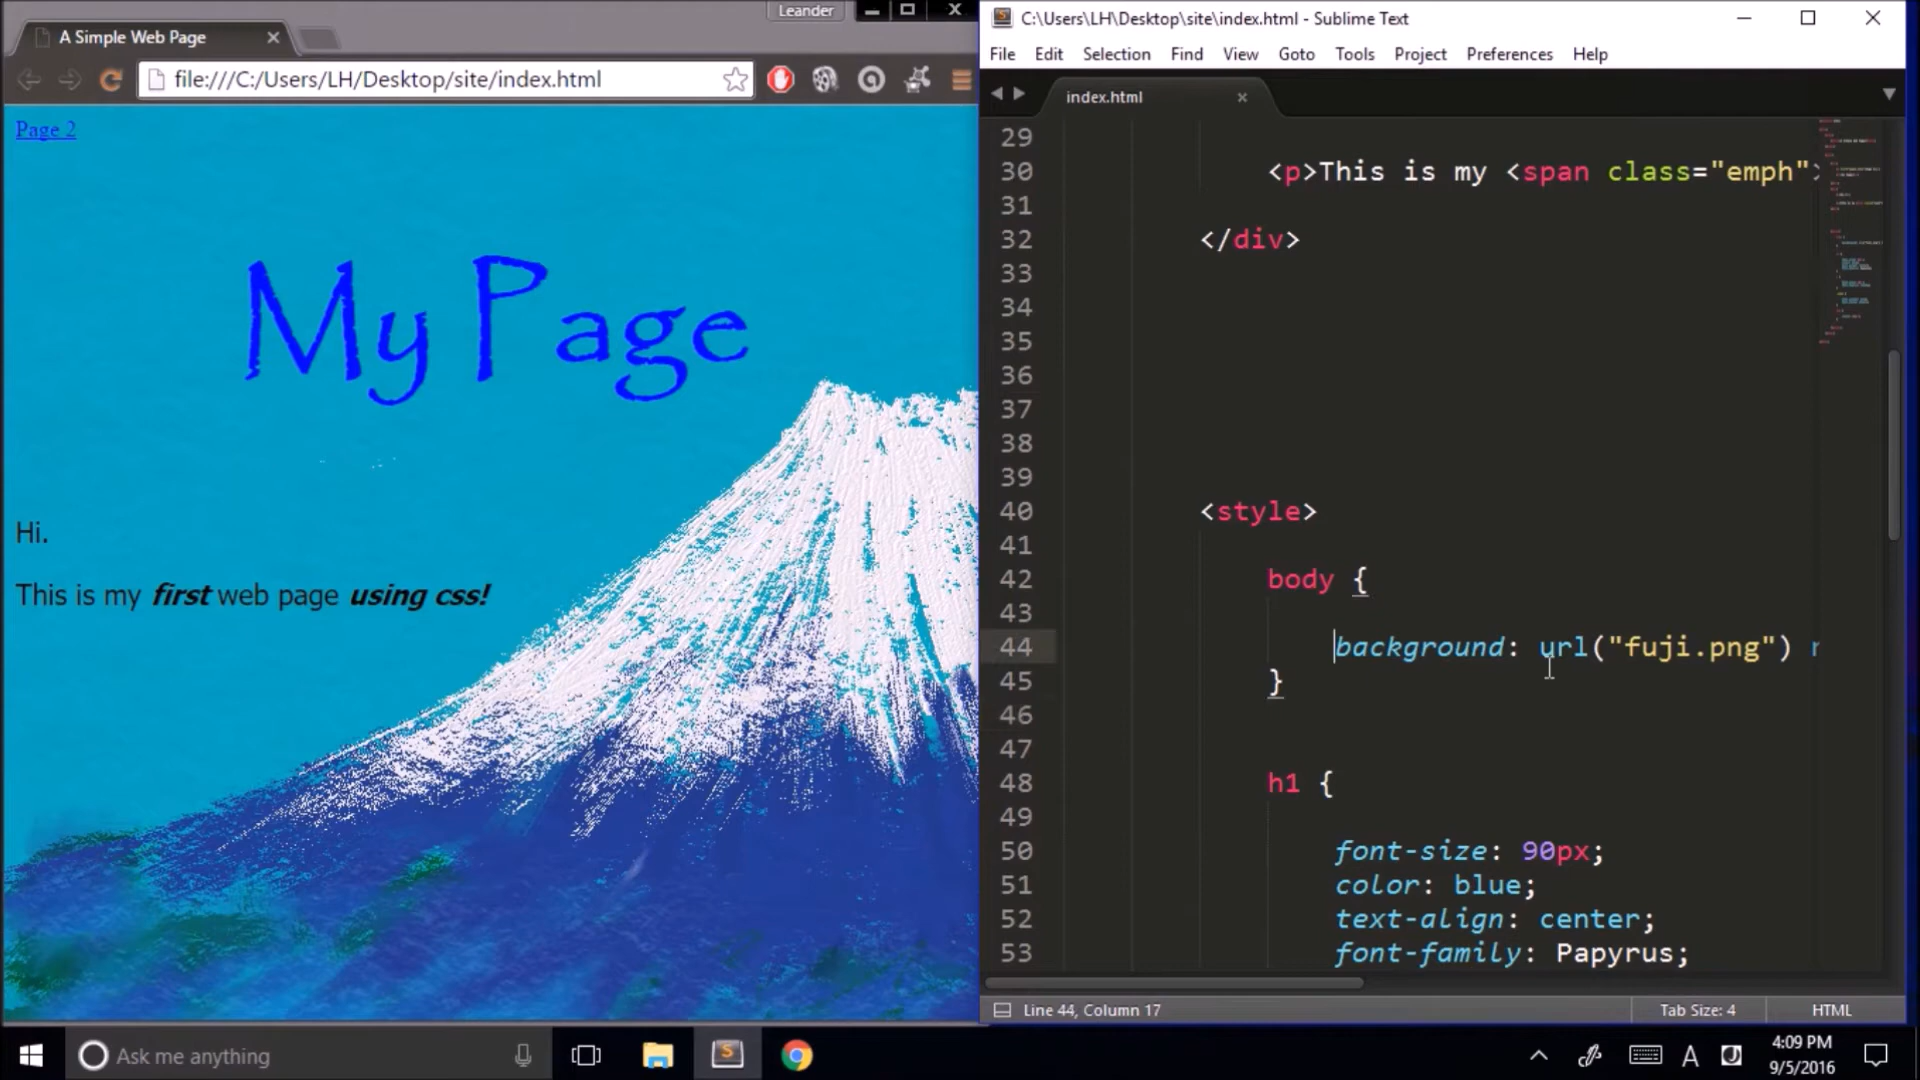 Leander
A Simple Web Page
file:///C:/Users/LH/Desktop/site/index.html
Page 2
My Page
Hi.
This is my first web page using css!
C:\Users\LH\Desktop\site\index.html - Sublime Text
File Edit Selection Find View Goto Tools Project Preferences Help
index.html
29
30 <p>This is my <span class="emph">
31
32 </div>
33
34
35
36
37
38
39
40 <style>
41
42 body {
43
44 background: url("fuji.png")
45 }
46
47
48 h1 {
49
50 font-size: 90px;
51 color: blue;
52 text-align: center;
53 font-family: Papyrus;
Line 44, Column 17
Tab Size: 4
HTML
Ask me anything
4:09 PM
9/5/2016